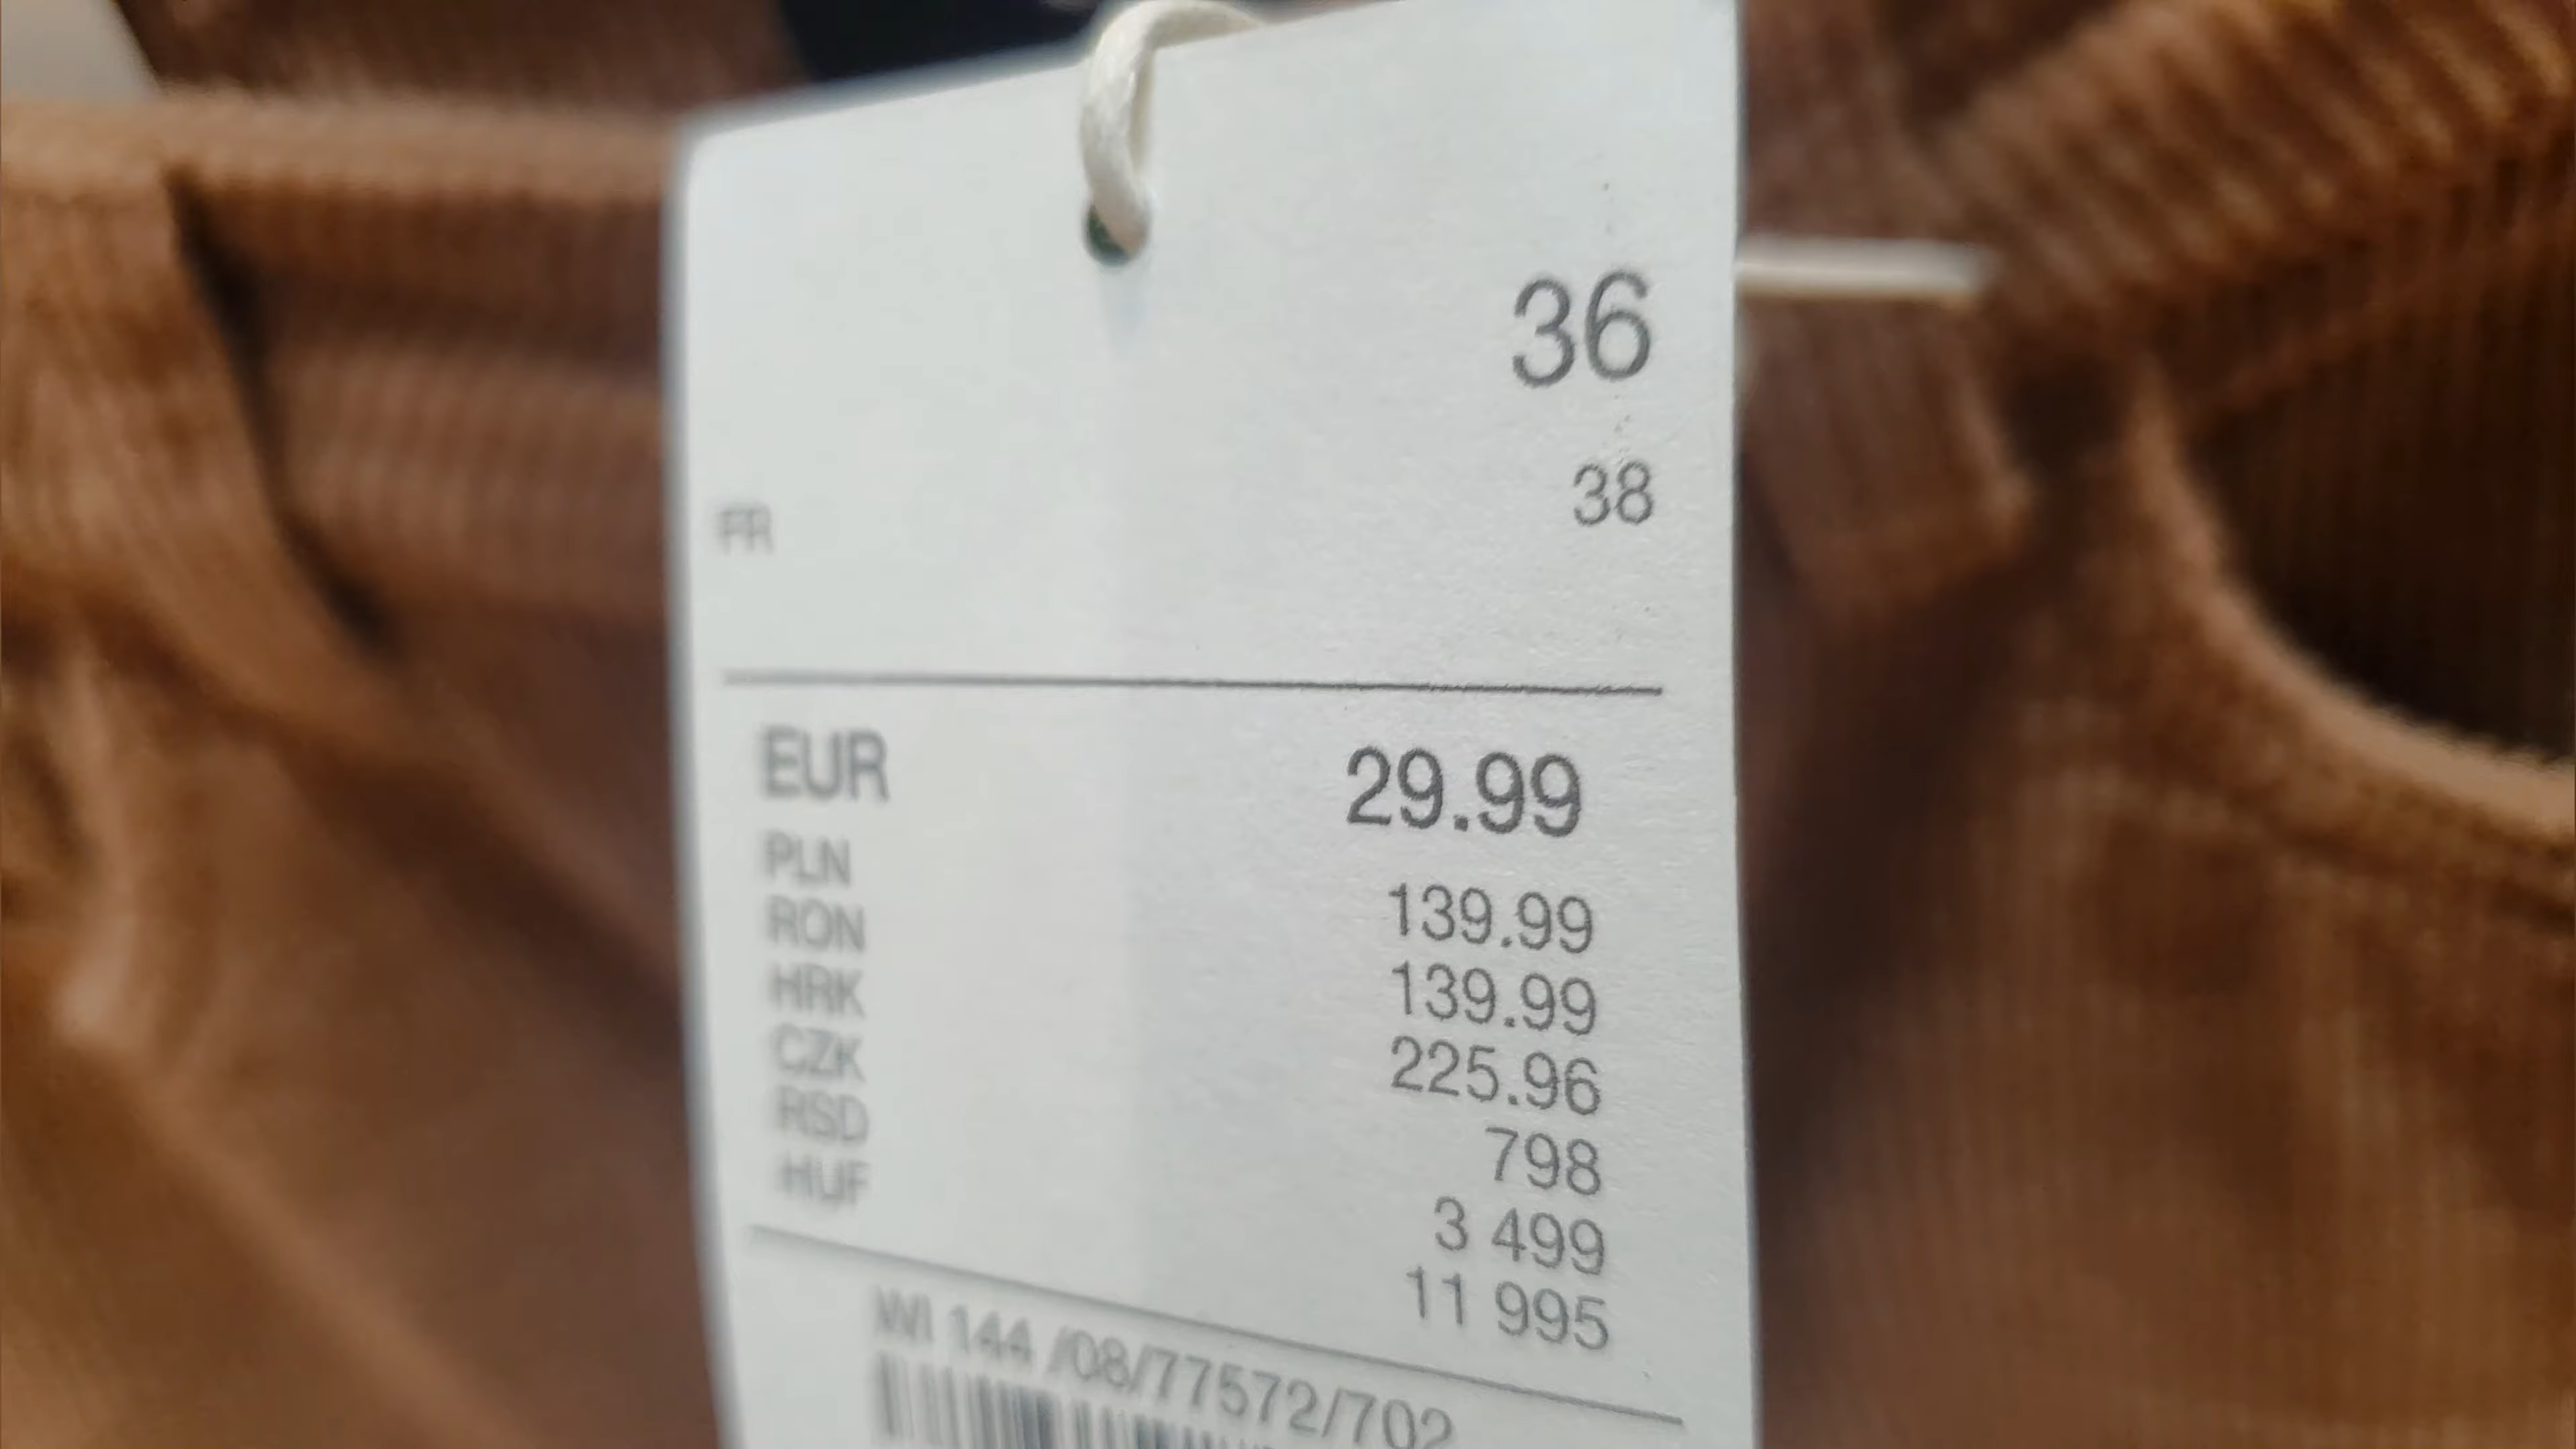 36
FR 38
EUR 29.99
PLN 139.99
RON 139.99
HRK 225.96
CZK 798
RSD 3 499
HUF 11 995
WI 144 /08/77572/702